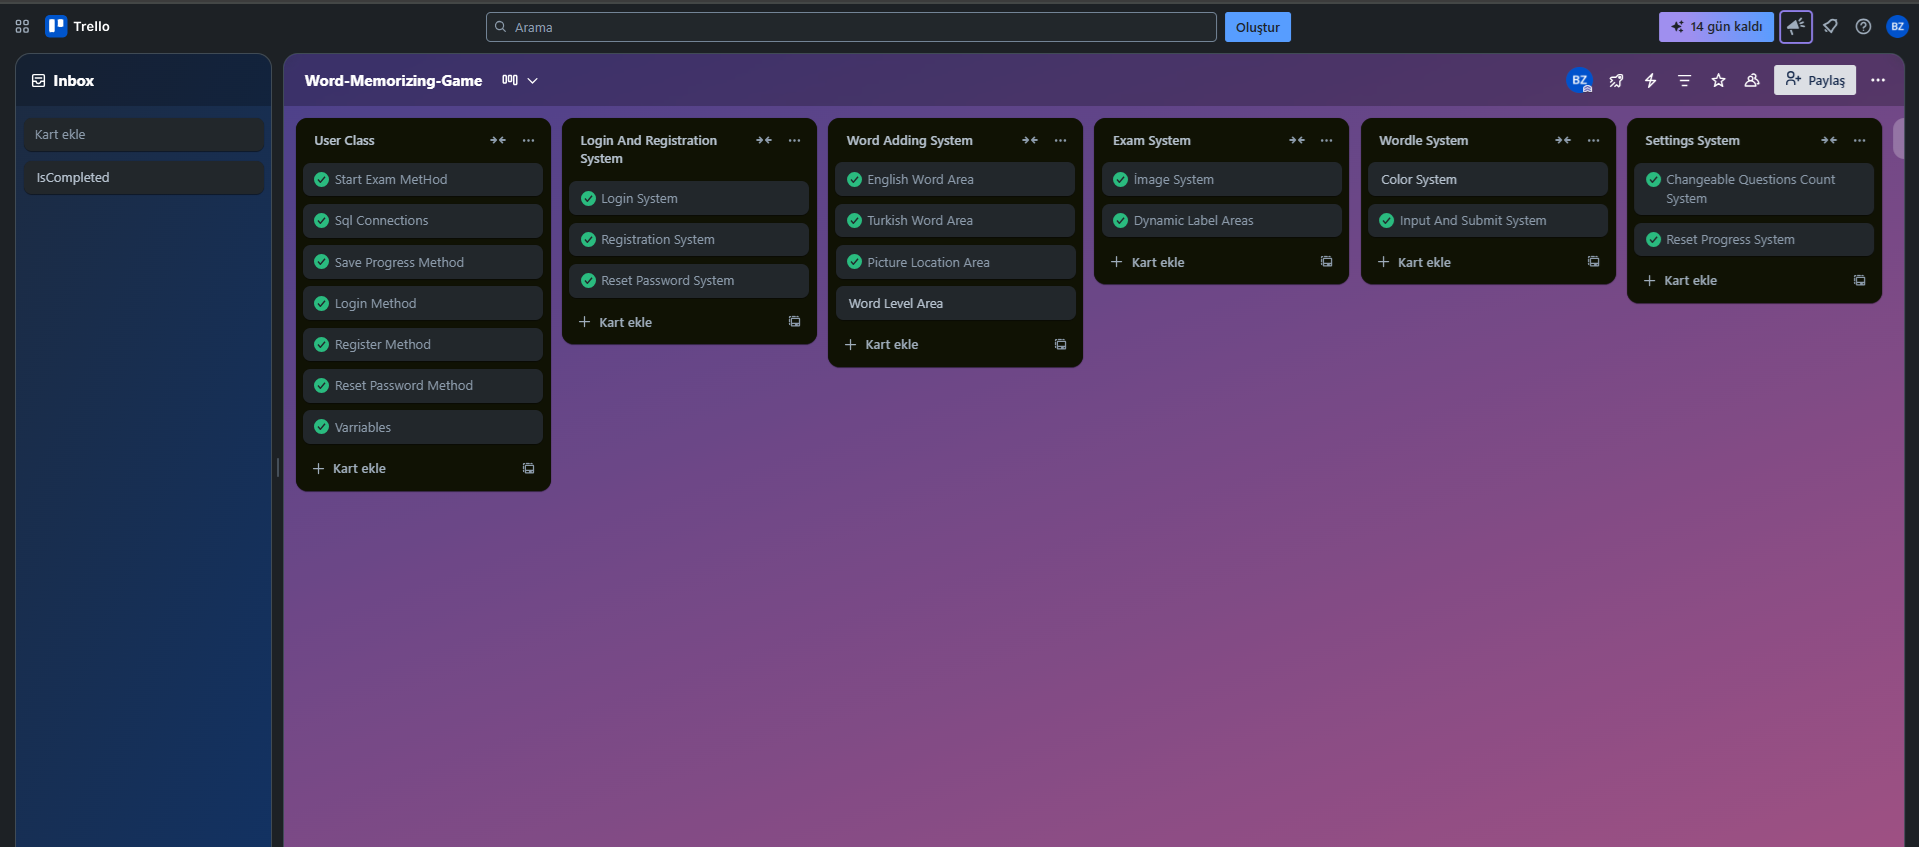 Trello
Arama
Oluştur
14 gün kaldı
BZ
Inbox
Kart ekle
IsCompleted
Word-Memorizing-Game
BZ
Paylaş
User Class
Start Exam MetHod
Sql Connections
Save Progress Method
Login Method
Register Method
Reset Password Method
Varriables
Kart ekle
Login And Registration
System
Login System
Registration System
Reset Password System
Kart ekle
Word Adding System
English Word Area
Turkish Word Area
Picture Location Area
Word Level Area
Kart ekle
Exam System
İmage System
Dynamic Label Areas
Kart ekle
Wordle System
Color System
Input And Submit System
Kart ekle
Settings System
Changeable Questions Count
System
Reset Progress System
Kart ekle